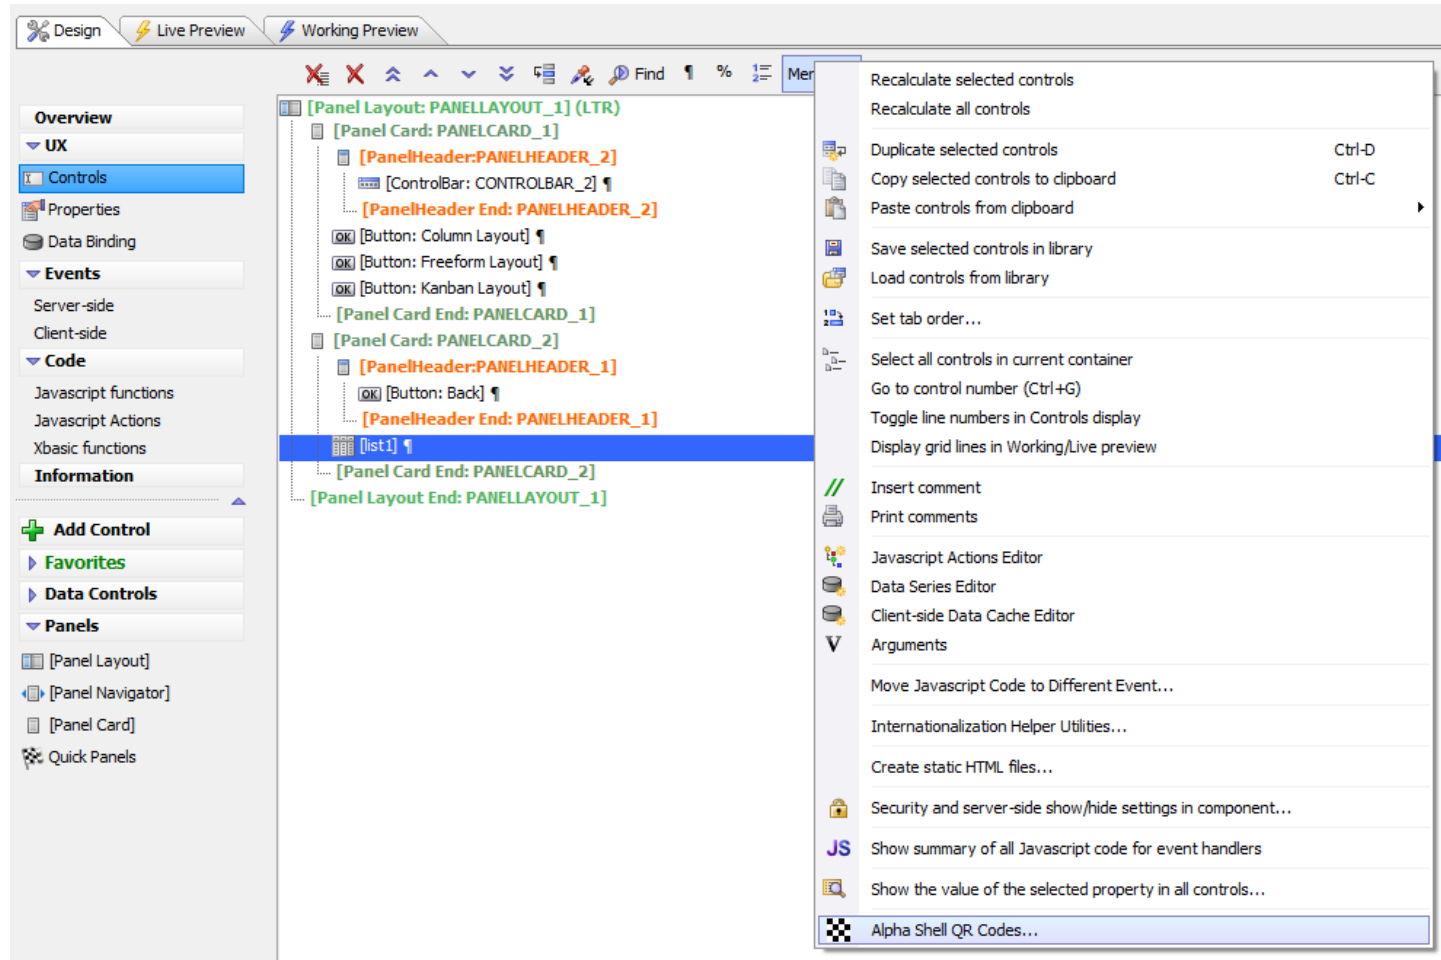 Design Live Preview Working Preview
Find ¶ % Mer
Overview
UX
Controls
Properties
Data Binding
Events
Server-side
Client-side
Code
Javascript functions
Javascript Actions
Xbasic functions
Information
Add Control
Favorites
Data Controls
Panels
[Panel Layout]
[Panel Navigator]
[Panel Card]
Quick Panels
[Panel Layout: PANELLAYOUT_1] (LTR)
[Panel Card: PANELCARD_1]
[PanelHeader:PANELHEADER_2]
[ControlBar: CONTROLBAR_2] ¶
[PanelHeader End: PANELHEADER_2]
OK [Button: Column Layout] ¶
OK [Button: Freeform Layout] ¶
OK [Button: Kanban Layout] ¶
[Panel Card End: PANELCARD_1]
[Panel Card: PANELCARD_2]
[PanelHeader:PANELHEADER_1]
OK [Button: Back] ¶
[PanelHeader End: PANELHEADER_1]
[list1] ¶
[Panel Card End: PANELCARD_2]
[Panel Layout End: PANELLAYOUT_1]
Recalculate selected controls
Recalculate all controls
Duplicate selected controls Ctrl-D
Copy selected controls to clipboard Ctrl-C
Paste controls from clipboard
Save selected controls in library
Load controls from library
Set tab order...
Select all controls in current container
Go to control number (Ctrl+G)
Toggle line numbers in Controls display
Display grid lines in Working/Live preview
// Insert comment
Print comments
Javascript Actions Editor
Data Series Editor
Client-side Data Cache Editor
V Arguments
Move Javascript Code to Different Event...
Internationalization Helper Utilities...
Create static HTML files...
Security and server-side show/hide settings in component...
JS Show summary of all Javascript code for event handlers
Show the value of the selected property in all controls...
Alpha Shell QR Codes...